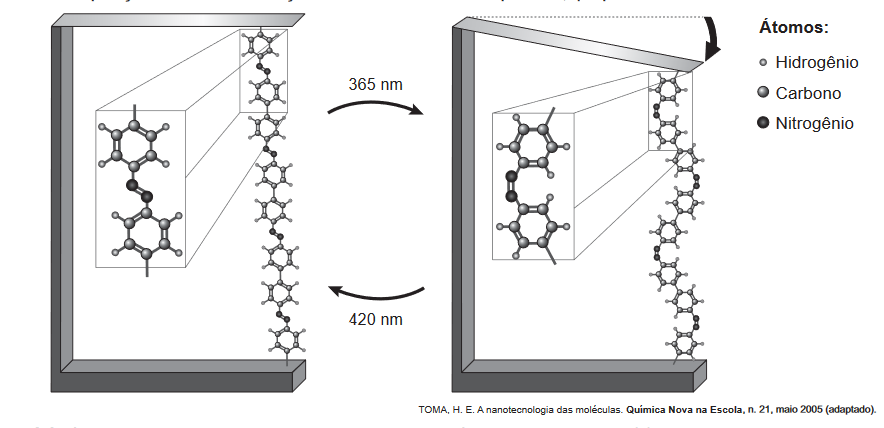 365 nm
420 nm
Átomos:
Hidrogênio
Carbono
Nitrogênio
TOMA, H. E. A nanotecnologia das moléculas. Química Nova na Escola, n. 21, maio 2005 (adaptado).